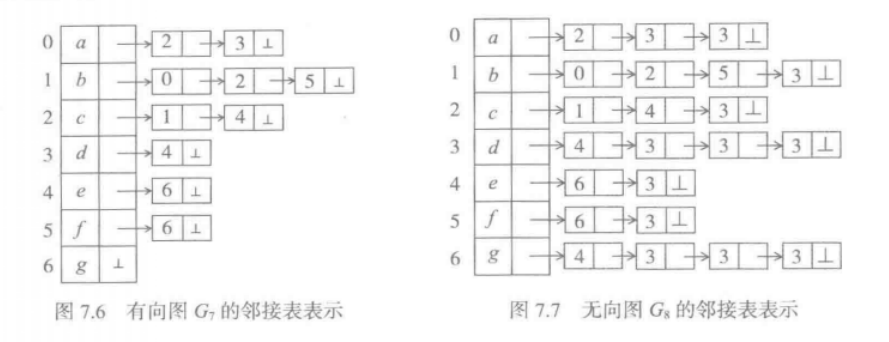 0 a 2 3 ⊥
1 b 0 2 5 ⊥
2 c 1 4 ⊥
3 d 4 ⊥
4 e 6 ⊥
5 f 6 ⊥
6 g ⊥
图 7.6 有向图 G₇ 的邻接表表示
0 a 2 3 3 ⊥
1 b 0 2 5 3 ⊥
2 c 1 4 3 ⊥
3 d 4 3 3 3 ⊥
4 e 6 3 ⊥
5 f 6 3 ⊥
6 g 4 3 3 3 ⊥
图 7.7 无向图 G₈ 的邻接表表示